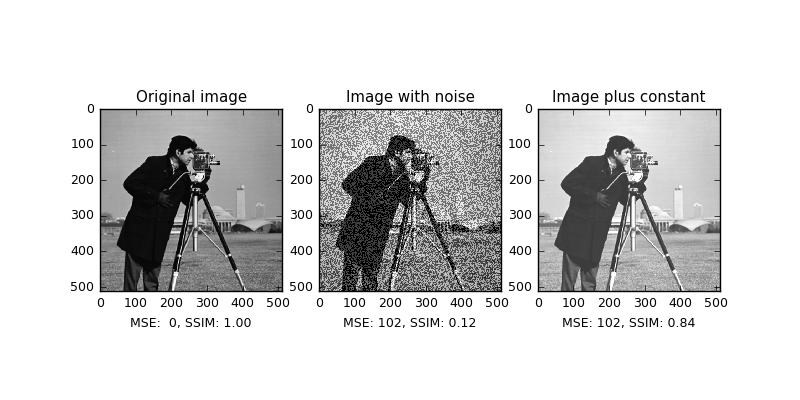 Original image
Image with noise
Image plus constant
0
100
200
300
400
500
0 100 200 300 400 500
MSE:  0, SSIM: 1.00
0
100
200
300
400
500
0 100 200 300 400 500
MSE: 102, SSIM: 0.12
0
100
200
300
400
500
0 100 200 300 400 500
MSE: 102, SSIM: 0.84